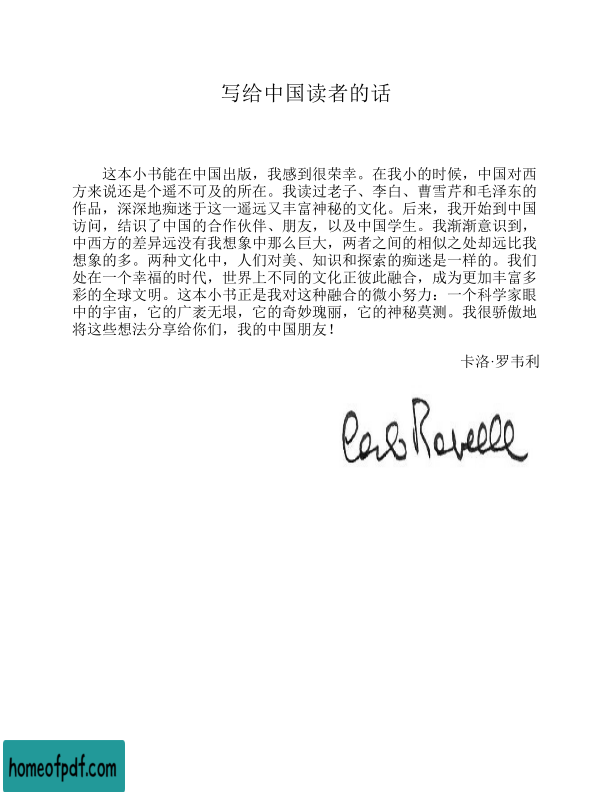 写给中国读者的话
这本小书能在中国出版，我感到很荣幸。在我小的时候，中国对西
方来说还是个遥不可及的所在。我读过老子、李白、曹雪芹和毛泽东的
作品，深深地痴迷于这一遥远又丰富神秘的文化。后来，我开始到中国
访问，结识了中国的合作伙伴、朋友，以及中国学生。我渐渐意识到，
中西方的差异远没有我想象中那么巨大，两者之间的相似之处却远比我
想象的多。两种文化中，人们对美、知识和探索的痴迷是一样的。我们
处在一个幸福的时代，世界上不同的文化正彼此融合，成为更加丰富多
彩的全球文明。这本小书正是我对这种融合的微小努力：一个科学家眼
中的宇宙，它的广袤无垠，它的奇妙瑰丽，它的神秘莫测。我很骄傲地
将这些想法分享给你们，我的中国朋友！
卡洛·罗韦利
Carlo Rovelli
homeofpdf.com